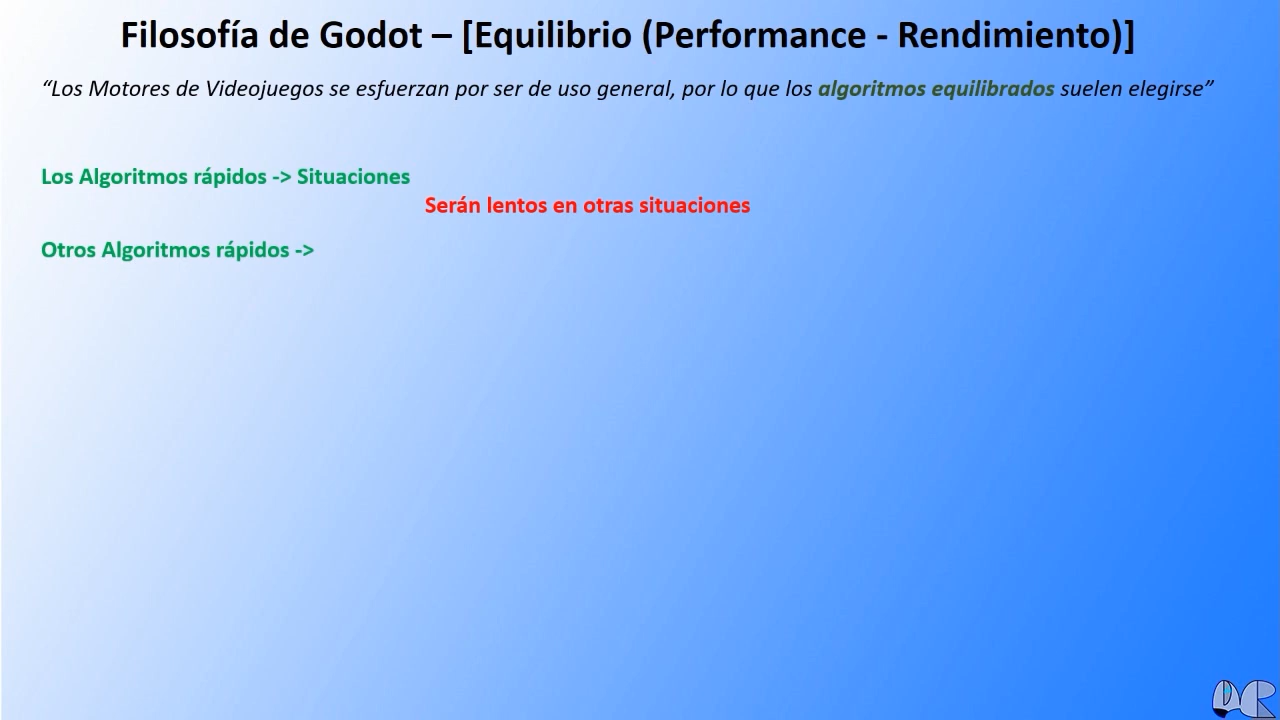 Filosofía de Godot – [Equilibrio (Performance - Rendimiento)]
“Los Motores de Videojuegos se esfuerzan por ser de uso general, por lo que los algoritmos equilibrados suelen elegirse”
Los Algoritmos rápidos -> Situaciones
Serán lentos en otras situaciones
Otros Algoritmos rápidos ->